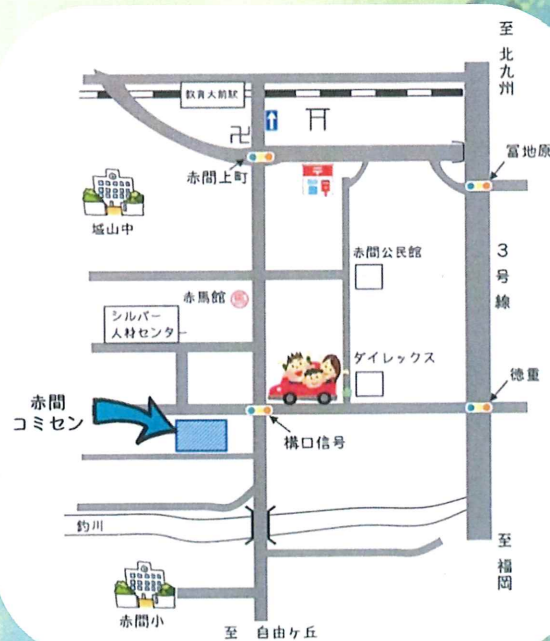 至 北九州
教育大前駅
卍
赤間上町
冨地原
城山中
赤間公民館
3号線
赤馬館
シルバー
人材センター
ダイレックス
徳重
赤間
コミセン
構口信号
釣川
至 福岡
赤間小
至 自由ヶ丘